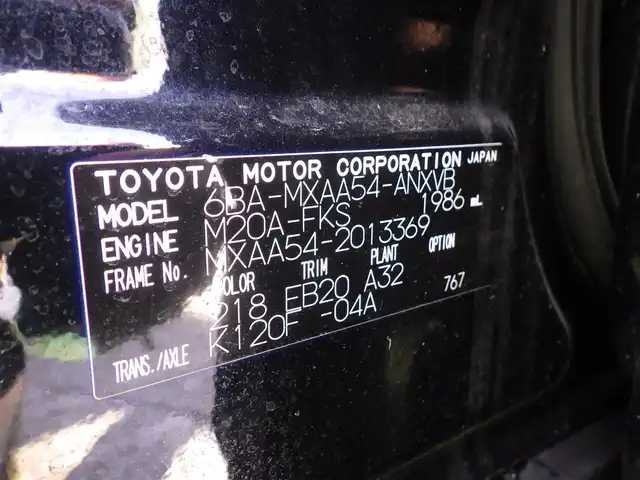 TOYOTA MOTOR CORPORATION JAPAN
MODEL 6BA-MXAA54-ANXVB
ENGINE M20A-FKS 1986 mL
FRAME No. MXAA54-2013369
COLOR TRIM PLANT OPTION
218 EB20 A32 767
TRANS./AXLE K120F -04A